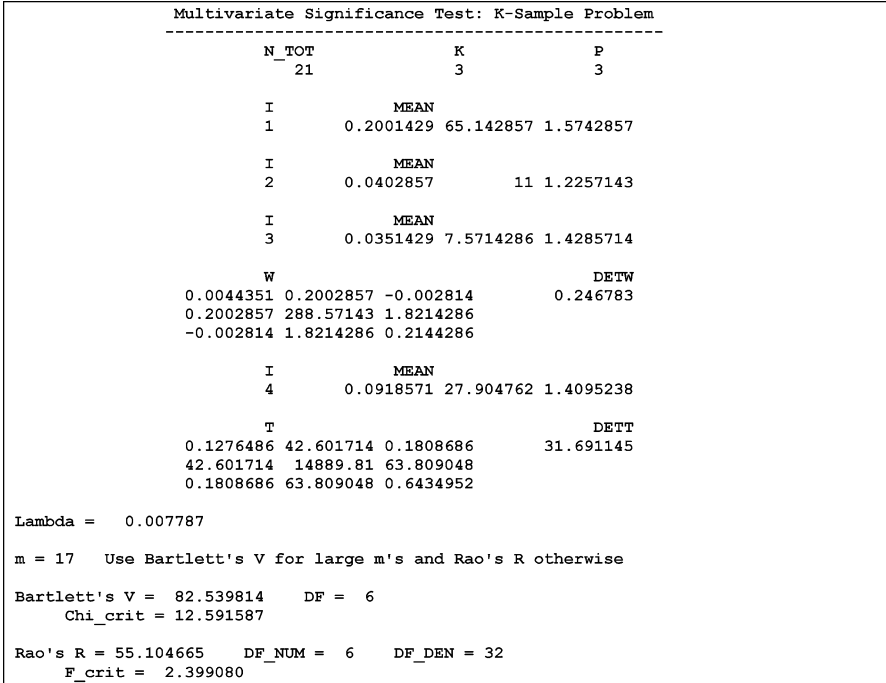 Multivariate Significance Test: K-Sample Problem
--------------------------------------------------
N_TOT K P
21 3 3
I MEAN
1 0.2001429 65.142857 1.5742857
I MEAN
2 0.0402857 11 1.2257143
I MEAN
3 0.0351429 7.5714286 1.4285714
W DETW
0.0044351 0.2002857 -0.002814 0.246783
0.2002857 288.57143 1.8214286
-0.002814 1.8214286 0.2144286
I MEAN
4 0.0918571 27.904762 1.4095238
T DETT
0.1276486 42.601714 0.1808686 31.691145
42.601714 14889.81 63.809048
0.1808686 63.809048 0.6434952
Lambda = 0.007787
m = 17 Use Bartlett's V for large m's and Rao's R otherwise
Bartlett's V = 82.539814 DF = 6
Chi_crit = 12.591587
Rao's R = 55.104665 DF_NUM = 6 DF_DEN = 32
F_crit = 2.399080